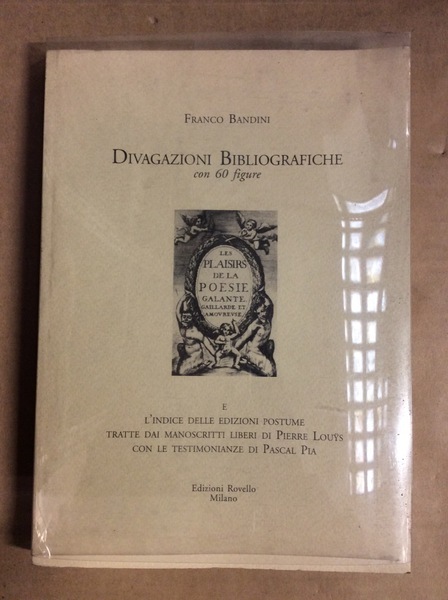 Franco Bandini
Divagazioni Bibliografiche
con 60 figure
LES
PLAISIRS
DE LA
POESIE
GALANTE,
GAILLARDE ET
AMOVREVSE.
E
L'indice delle edizioni postume
tratte dai manoscritti liberi di Pierre Louÿs
con le testimonianze di Pascal Pia
Edizioni Rovello
Milano